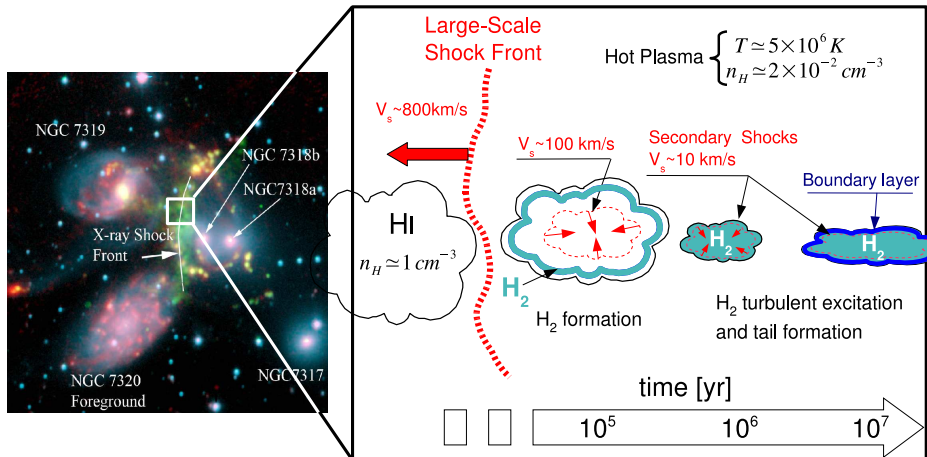 NGC 7319
NGC 7318b
NGC7318a
X-ray Shock
Front
NGC 7320
Foreground
NGC7317
Large-Scale
Shock Front
Hot Plasma { T ≃ 5×10⁶ K
n_H ≃ 2×10⁻² cm⁻³
V_s~800km/s
V_s~100 km/s
Secondary Shocks
V_s~10 km/s
Boundary layer
HI
n_H ≃ 1 cm⁻³
H₂
H₂
H₂
H₂ formation
H₂ turbulent excitation
and tail formation
time [yr]
10⁵ 10⁶ 10⁷